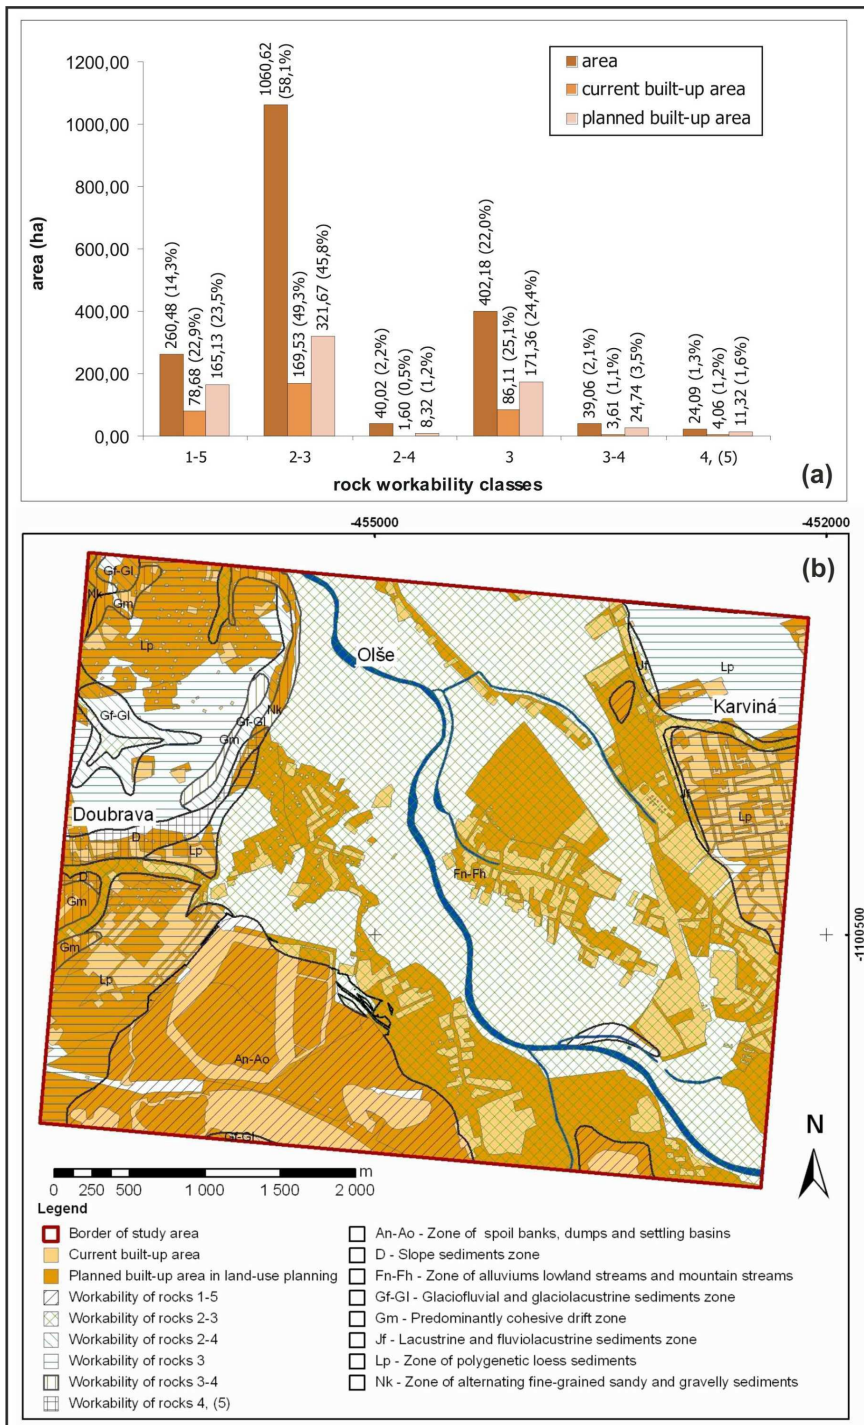 1200,00
1000,00
800,00
600,00
400,00
200,00
0,00
area (ha)
area
current built-up area
planned built-up area
260,48 (14,3%)
78,68 (22,9%)
165,13 (23,5%)
1060,62
(58,1%)
169,53 (49,3%)
321,67 (45,8%)
40,02 (2,2%)
1,60 (0,5%)
8,32 (1,2%)
402,18 (22,0%)
86,11 (25,1%)
171,36 (24,4%)
39,06 (2,1%)
3,61 (1,1%)
24,74 (3,5%)
24,09 (1,3%)
4,06 (1,2%)
11,32 (1,6%)
1-5
2-3
2-4
3
3-4
4, (5)
rock workability classes
(a)
-455000
-452000
(b)
Gf-Gl
Nk
Gm
Lp
Olše
Jf
Lp
Karviná
Gf-Gl
Gf-Gl
Nk
Gm
Jf
Lp
Doubrava
D
Lp
Fn-Fh
D
Gm
Gm
Lp
-1100500
An-Ao
Gf-Gl
N
m
0 250 500 1 000 1 500 2 000
Legend
Border of study area
Current built-up area
Planned built-up area in land-use planning
Workability of rocks 1-5
Workability of rocks 2-3
Workability of rocks 2-4
Workability of rocks 3
Workability of rocks 3-4
Workability of rocks 4, (5)
An-Ao - Zone of spoil banks, dumps and settling basins
D - Slope sediments zone
Fn-Fh - Zone of alluviums lowland streams and mountain streams
Gf-Gl - Glaciofluvial and glaciolacustrine sediments zone
Gm - Predominantly cohesive drift zone
Jf - Lacustrine and fluviolacustrine sediments zone
Lp - Zone of polygenetic loess sediments
Nk - Zone of alternating fine-grained sandy and gravelly sediments